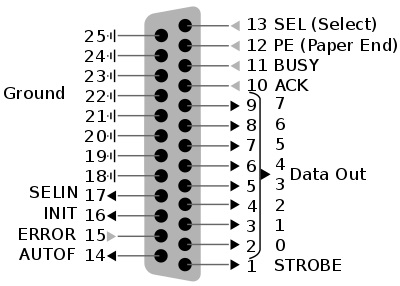 13 SEL (Select)
25
12 PE (Paper End)
24
11 BUSY
23
10 ACK
Ground 22
9 7
21
8 6
20
7 5
19
6 4
Data Out
18
5 3
SELIN 17
4 2
INIT 16
3 1
ERROR 15
2 0
AUTOF 14
1 STROBE